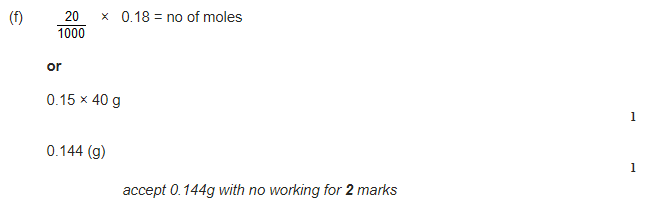 (f) 20/1000 × 0.18 = no of moles
or
0.15 × 40 g
1
0.144 (g)
1
accept 0.144g with no working for 2 marks